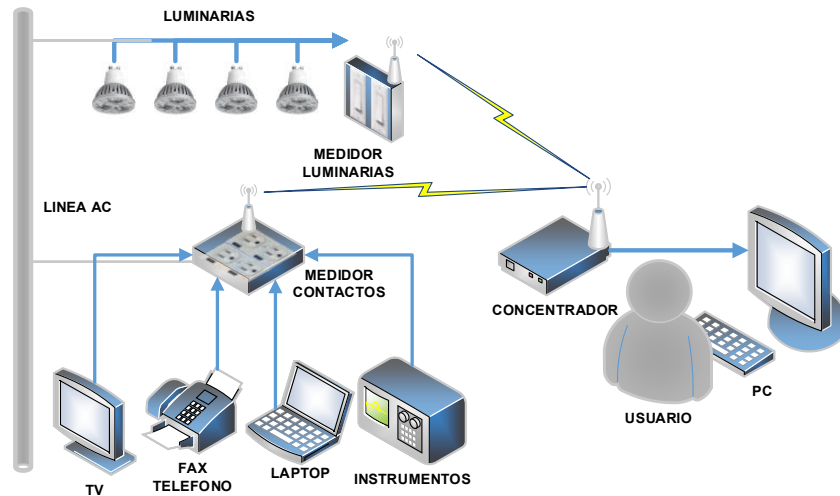 LUMINARIAS
MEDIDOR
LUMINARIAS
LINEA AC
MEDIDOR
CONTACTOS
CONCENTRADOR
PC
USUARIO
TV
FAX
TELEFONO
LAPTOP
INSTRUMENTOS